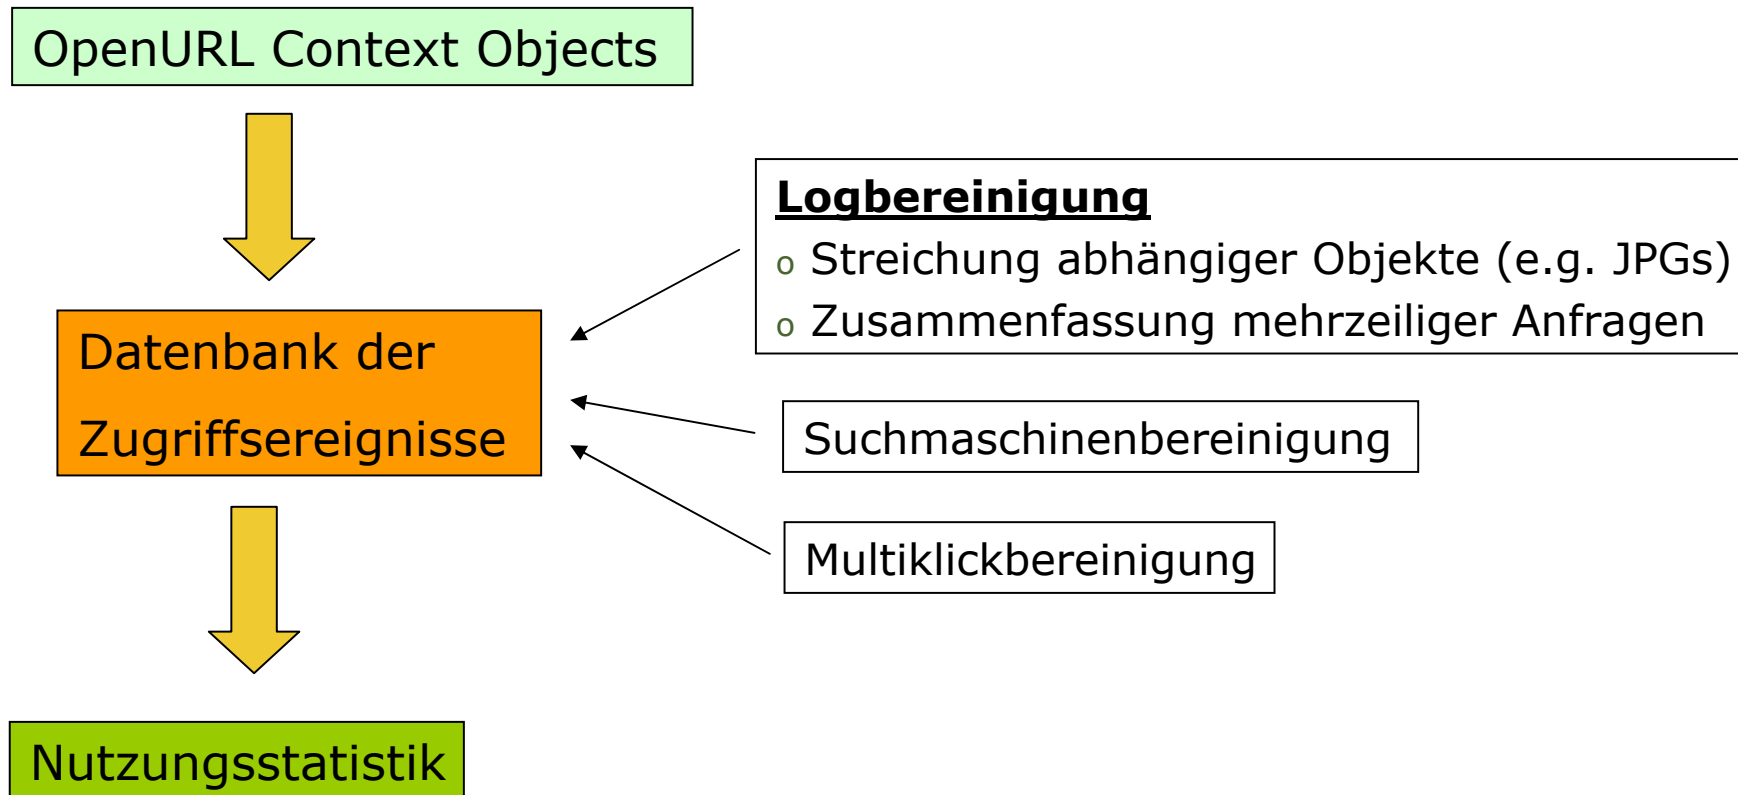 OpenURL Context Objects
Logbereinigung
o Streichung abhängiger Objekte (e.g. JPGs)
o Zusammenfassung mehrzeiliger Anfragen
Datenbank der
Zugriffsereignisse
Suchmaschinenbereinigung
Multiklickbereinigung
Nutzungsstatistik